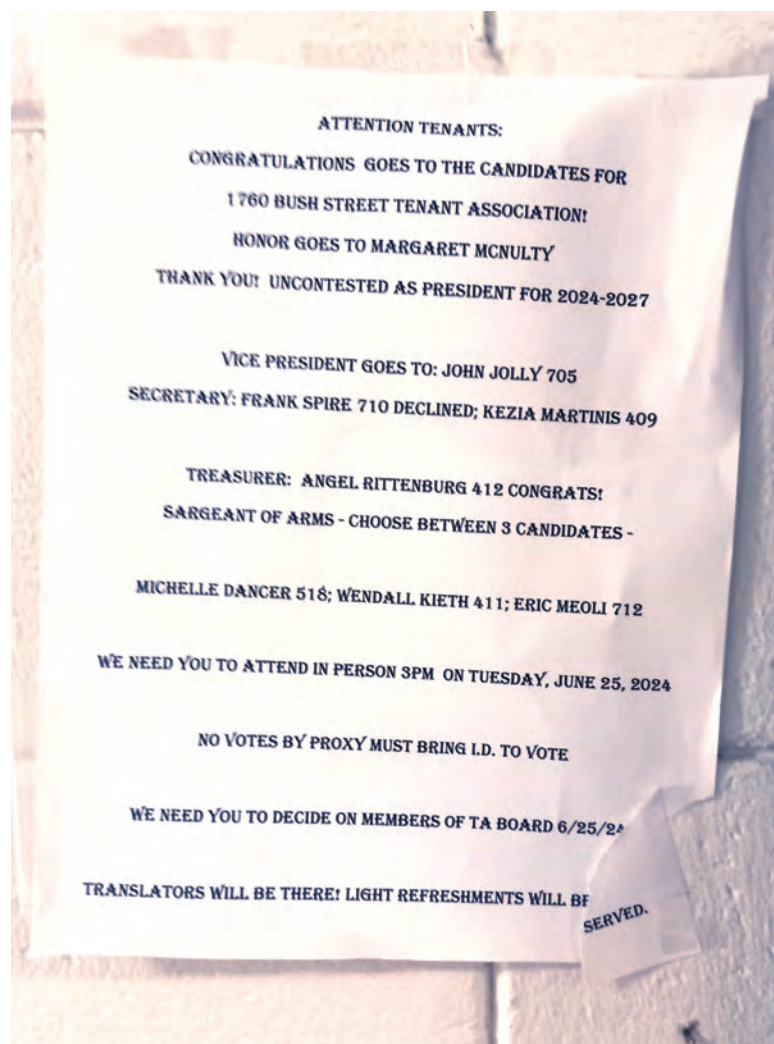 ATTENTION TENANTS:
CONGRATULATIONS GOES TO THE CANDIDATES FOR
1760 BUSH STREET TENANT ASSOCIATION!
HONOR GOES TO MARGARET MCNULTY
THANK YOU! UNCONTESTED AS PRESIDENT FOR 2024-2027
VICE PRESIDENT GOES TO: JOHN JOLLY 705
SECRETARY: FRANK SPIRE 710 DECLINED; KEZIA MARTINIS 409
TREASURER: ANGEL RITTENBURG 412 CONGRATS!
SARGEANT OF ARMS - CHOOSE BETWEEN 3 CANDIDATES -
MICHELLE DANCER 518; WENDALL KIETH 411; ERIC MEOLI 712
WE NEED YOU TO ATTEND IN PERSON 3PM ON TUESDAY, JUNE 25, 2024
NO VOTES BY PROXY MUST BRING I.D. TO VOTE
WE NEED YOU TO DECIDE ON MEMBERS OF TA BOARD 6/25/24
TRANSLATORS WILL BE THERE! LIGHT REFRESHMENTS WILL BE SERVED.